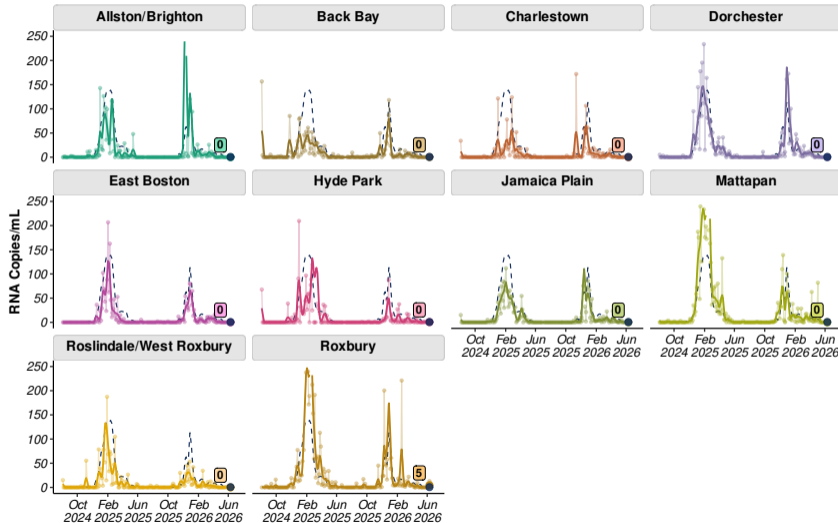 Allston/Brighton
Back Bay
Charlestown
Dorchester
250
200
150
100
50
0
0
0
0
0
East Boston
Hyde Park
Jamaica Plain
Mattapan
RNA Copies/mL
250
200
150
100
50
0
0
0
0
0
Oct 2024
Feb 2025
Jun 2025
Oct 2025
Feb 2026
Jun 2026
Oct 2024
Feb 2025
Jun 2025
Oct 2025
Feb 2026
Jun 2026
Roslindale/West Roxbury
Roxbury
250
200
150
100
50
0
0
5
Oct 2024
Feb 2025
Jun 2025
Oct 2025
Feb 2026
Jun 2026
Oct 2024
Feb 2025
Jun 2025
Oct 2025
Feb 2026
Jun 2026